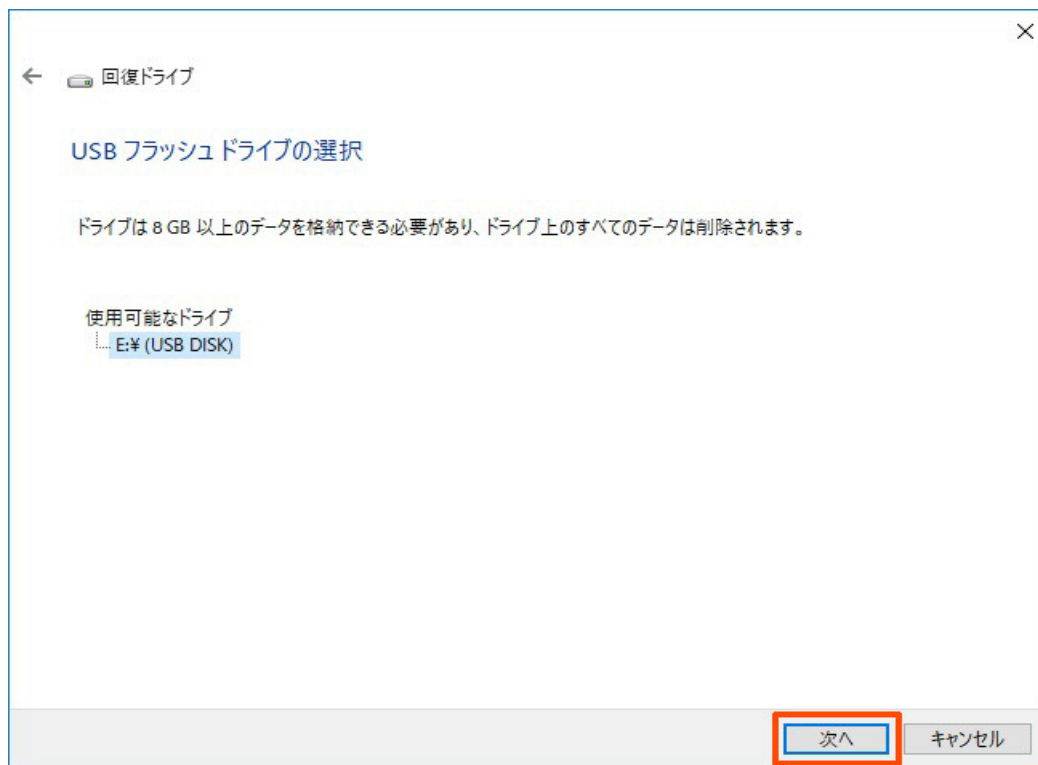 回復ドライブ
USB フラッシュ ドライブの選択
ドライブは 8 GB 以上のデータを格納できる必要があり、ドライブ上のすべてのデータは削除されます。
使用可能なドライブ
E:¥ (USB DISK)
次へ
キャンセル